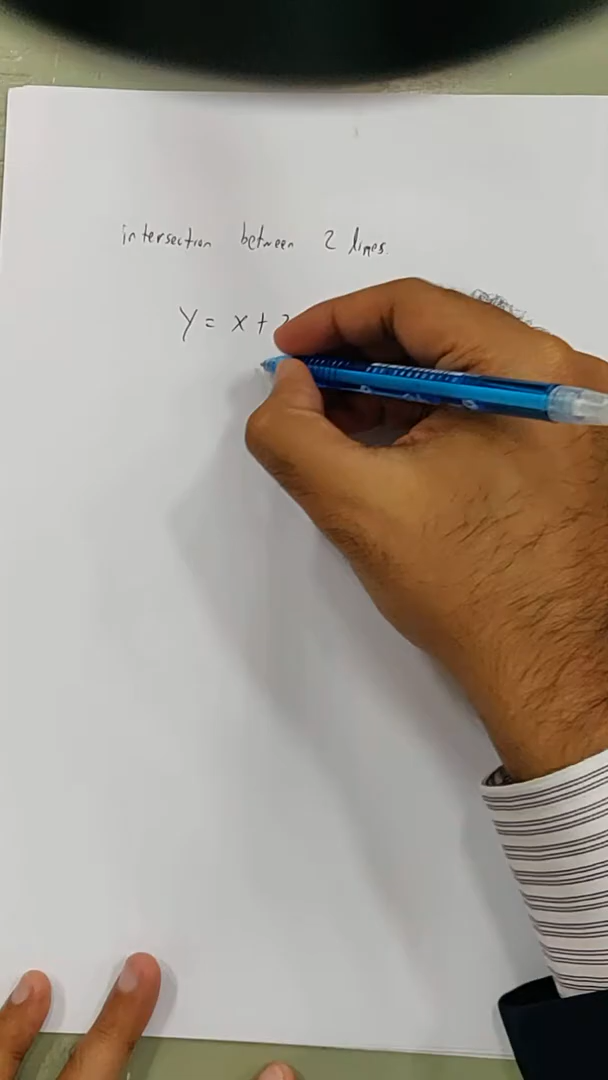 intersection between 2 lines.
y = x +